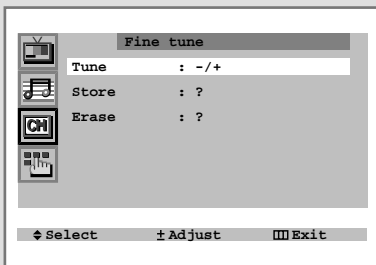 Fine tune
Tune : -/+
Store : ?
Erase : ?
CH
Select ± Adjust Exit